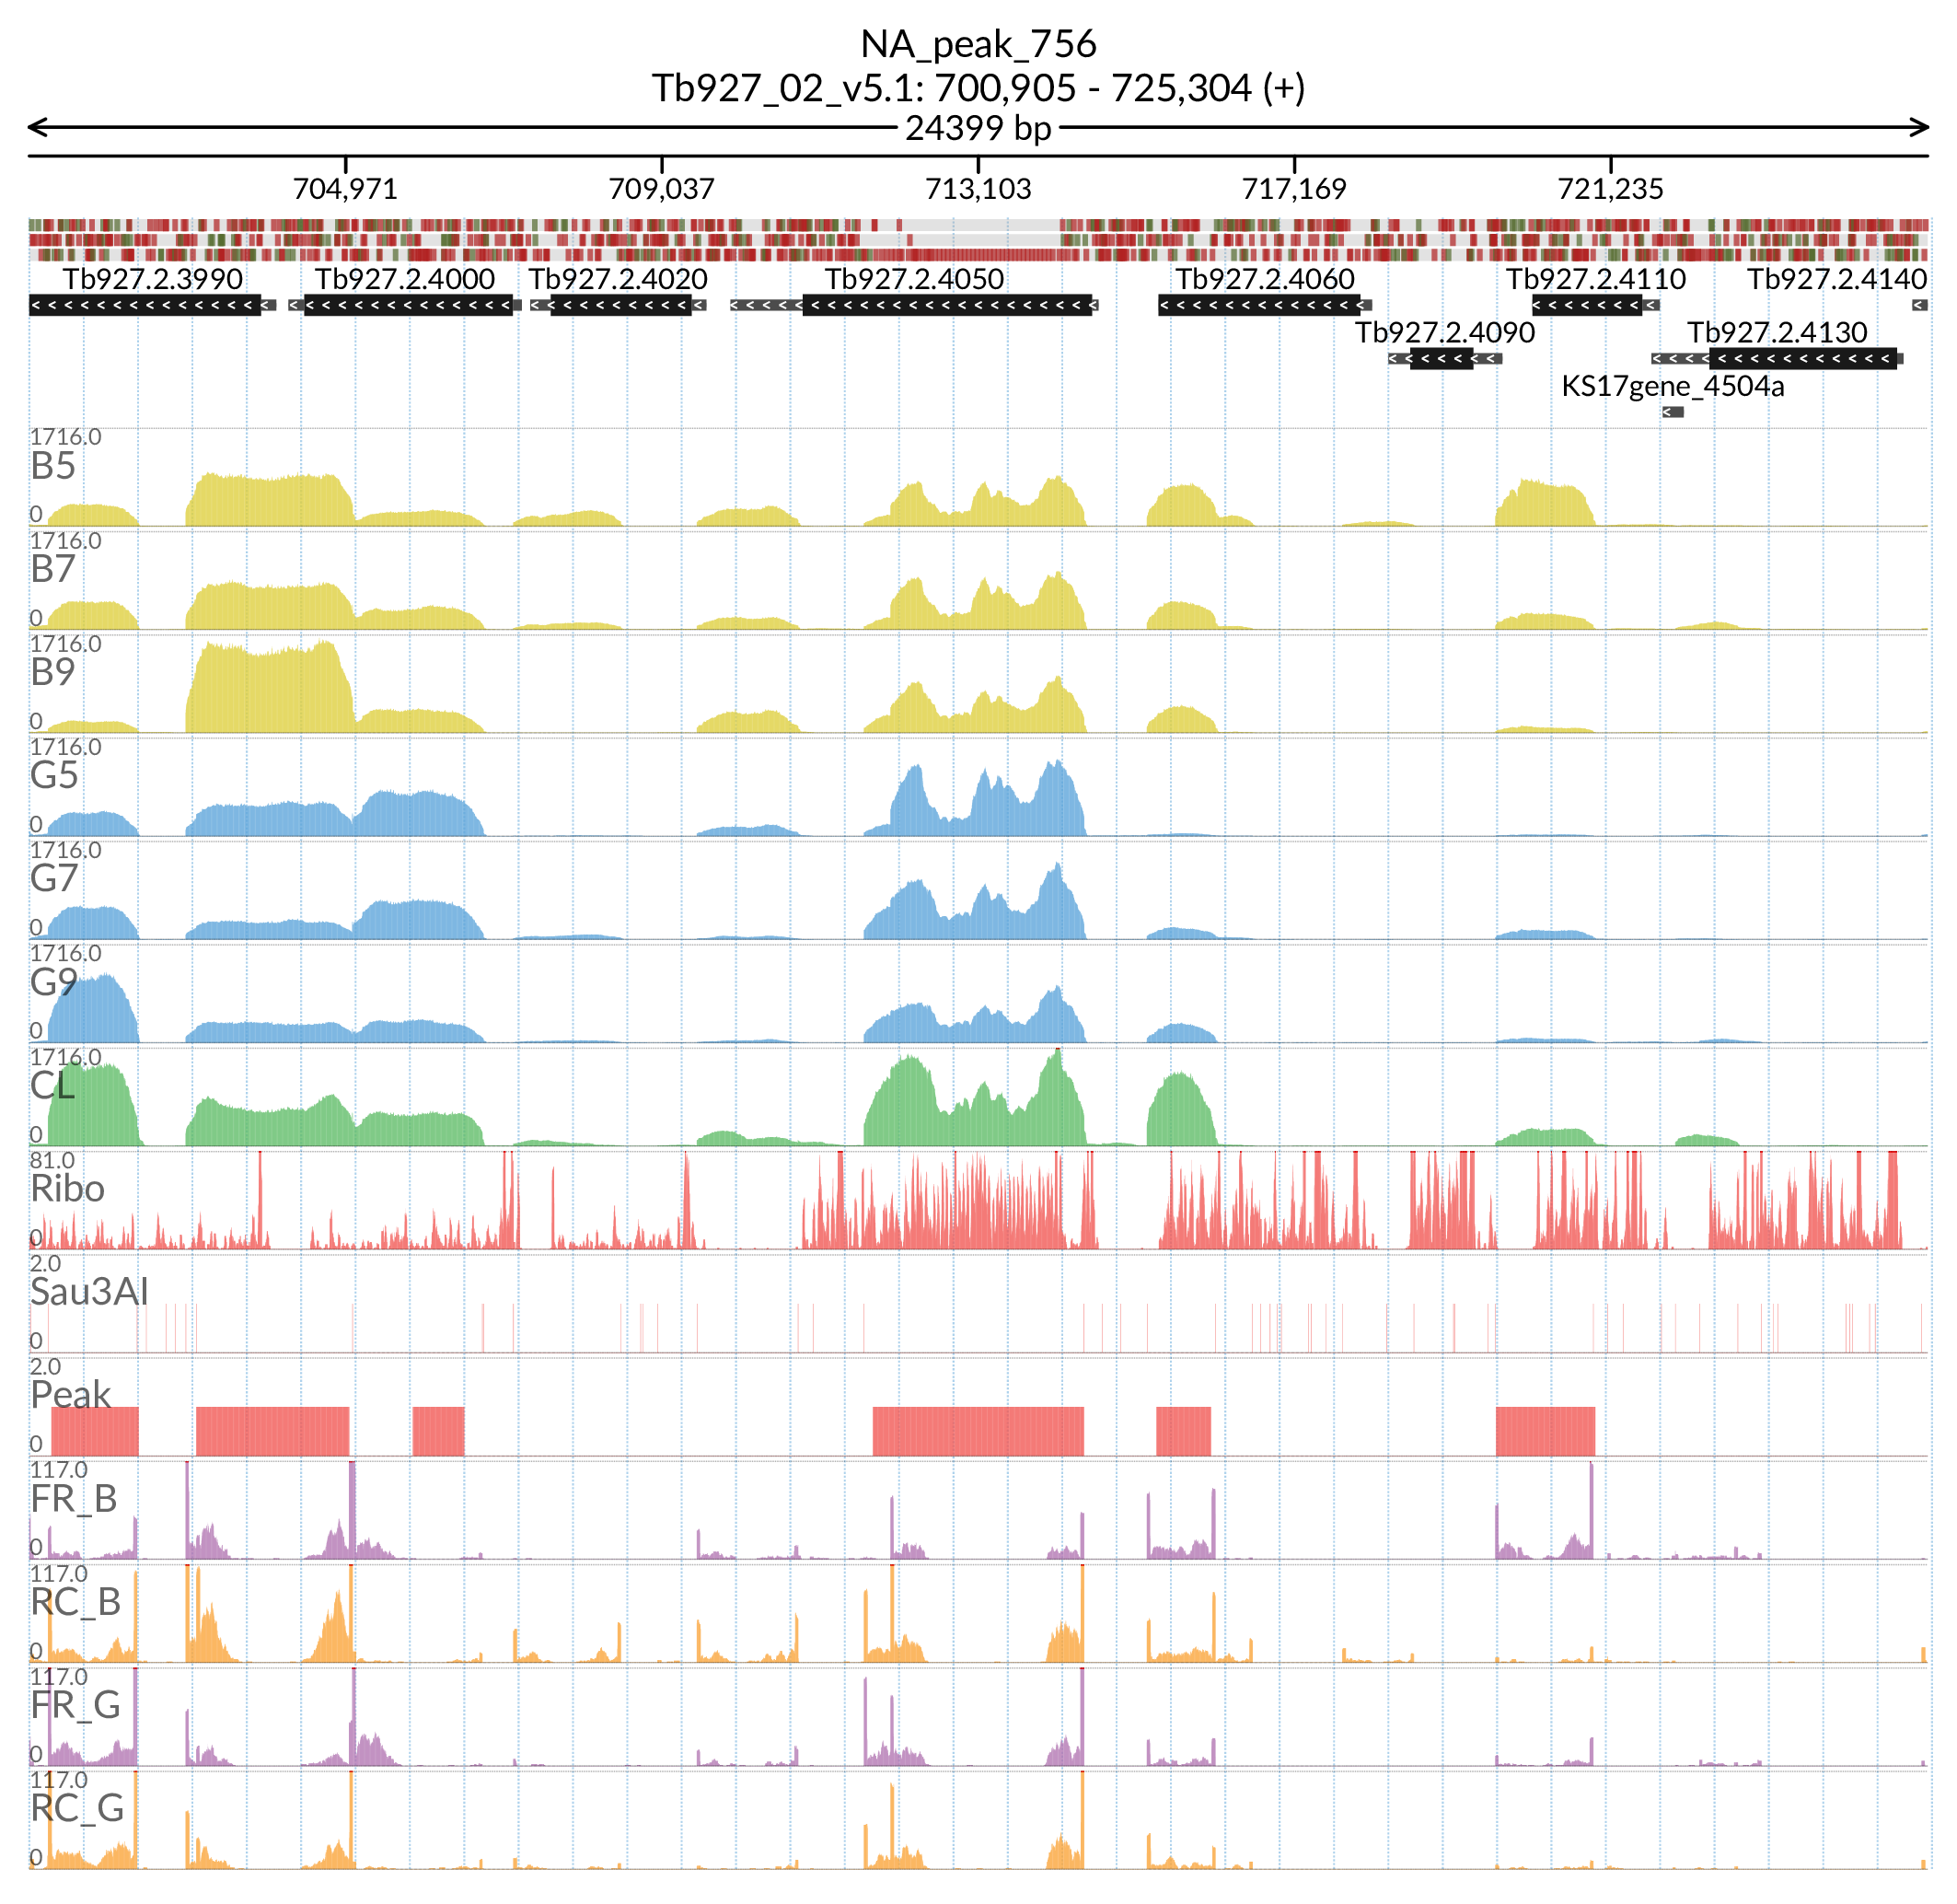 NA_peak_756
Tb927_02_v5.1: 700,905 - 725,304 (+)
24399 bp
704,971 709,037 713,103 717,169 721,235
Tb927.2.3990 Tb927.2.4000 Tb927.2.4020 Tb927.2.4050 Tb927.2.4060 Tb927.2.4110 Tb927.2.4140
Tb927.2.4090 Tb927.2.4130
KS17gene_4504a
1716.0
B5
0
1716.0
B7
0
1716.0
B9
0
1716.0
G5
0
1716.0
G7
0
1716.0
G9
0
1716.0
CL
0
81.0
Ribo
0
2.0
Sau3AI
0
2.0
Peak
0
117.0
FR_B
0
117.0
RC_B
0
117.0
FR_G
0
117.0
RC_G
0